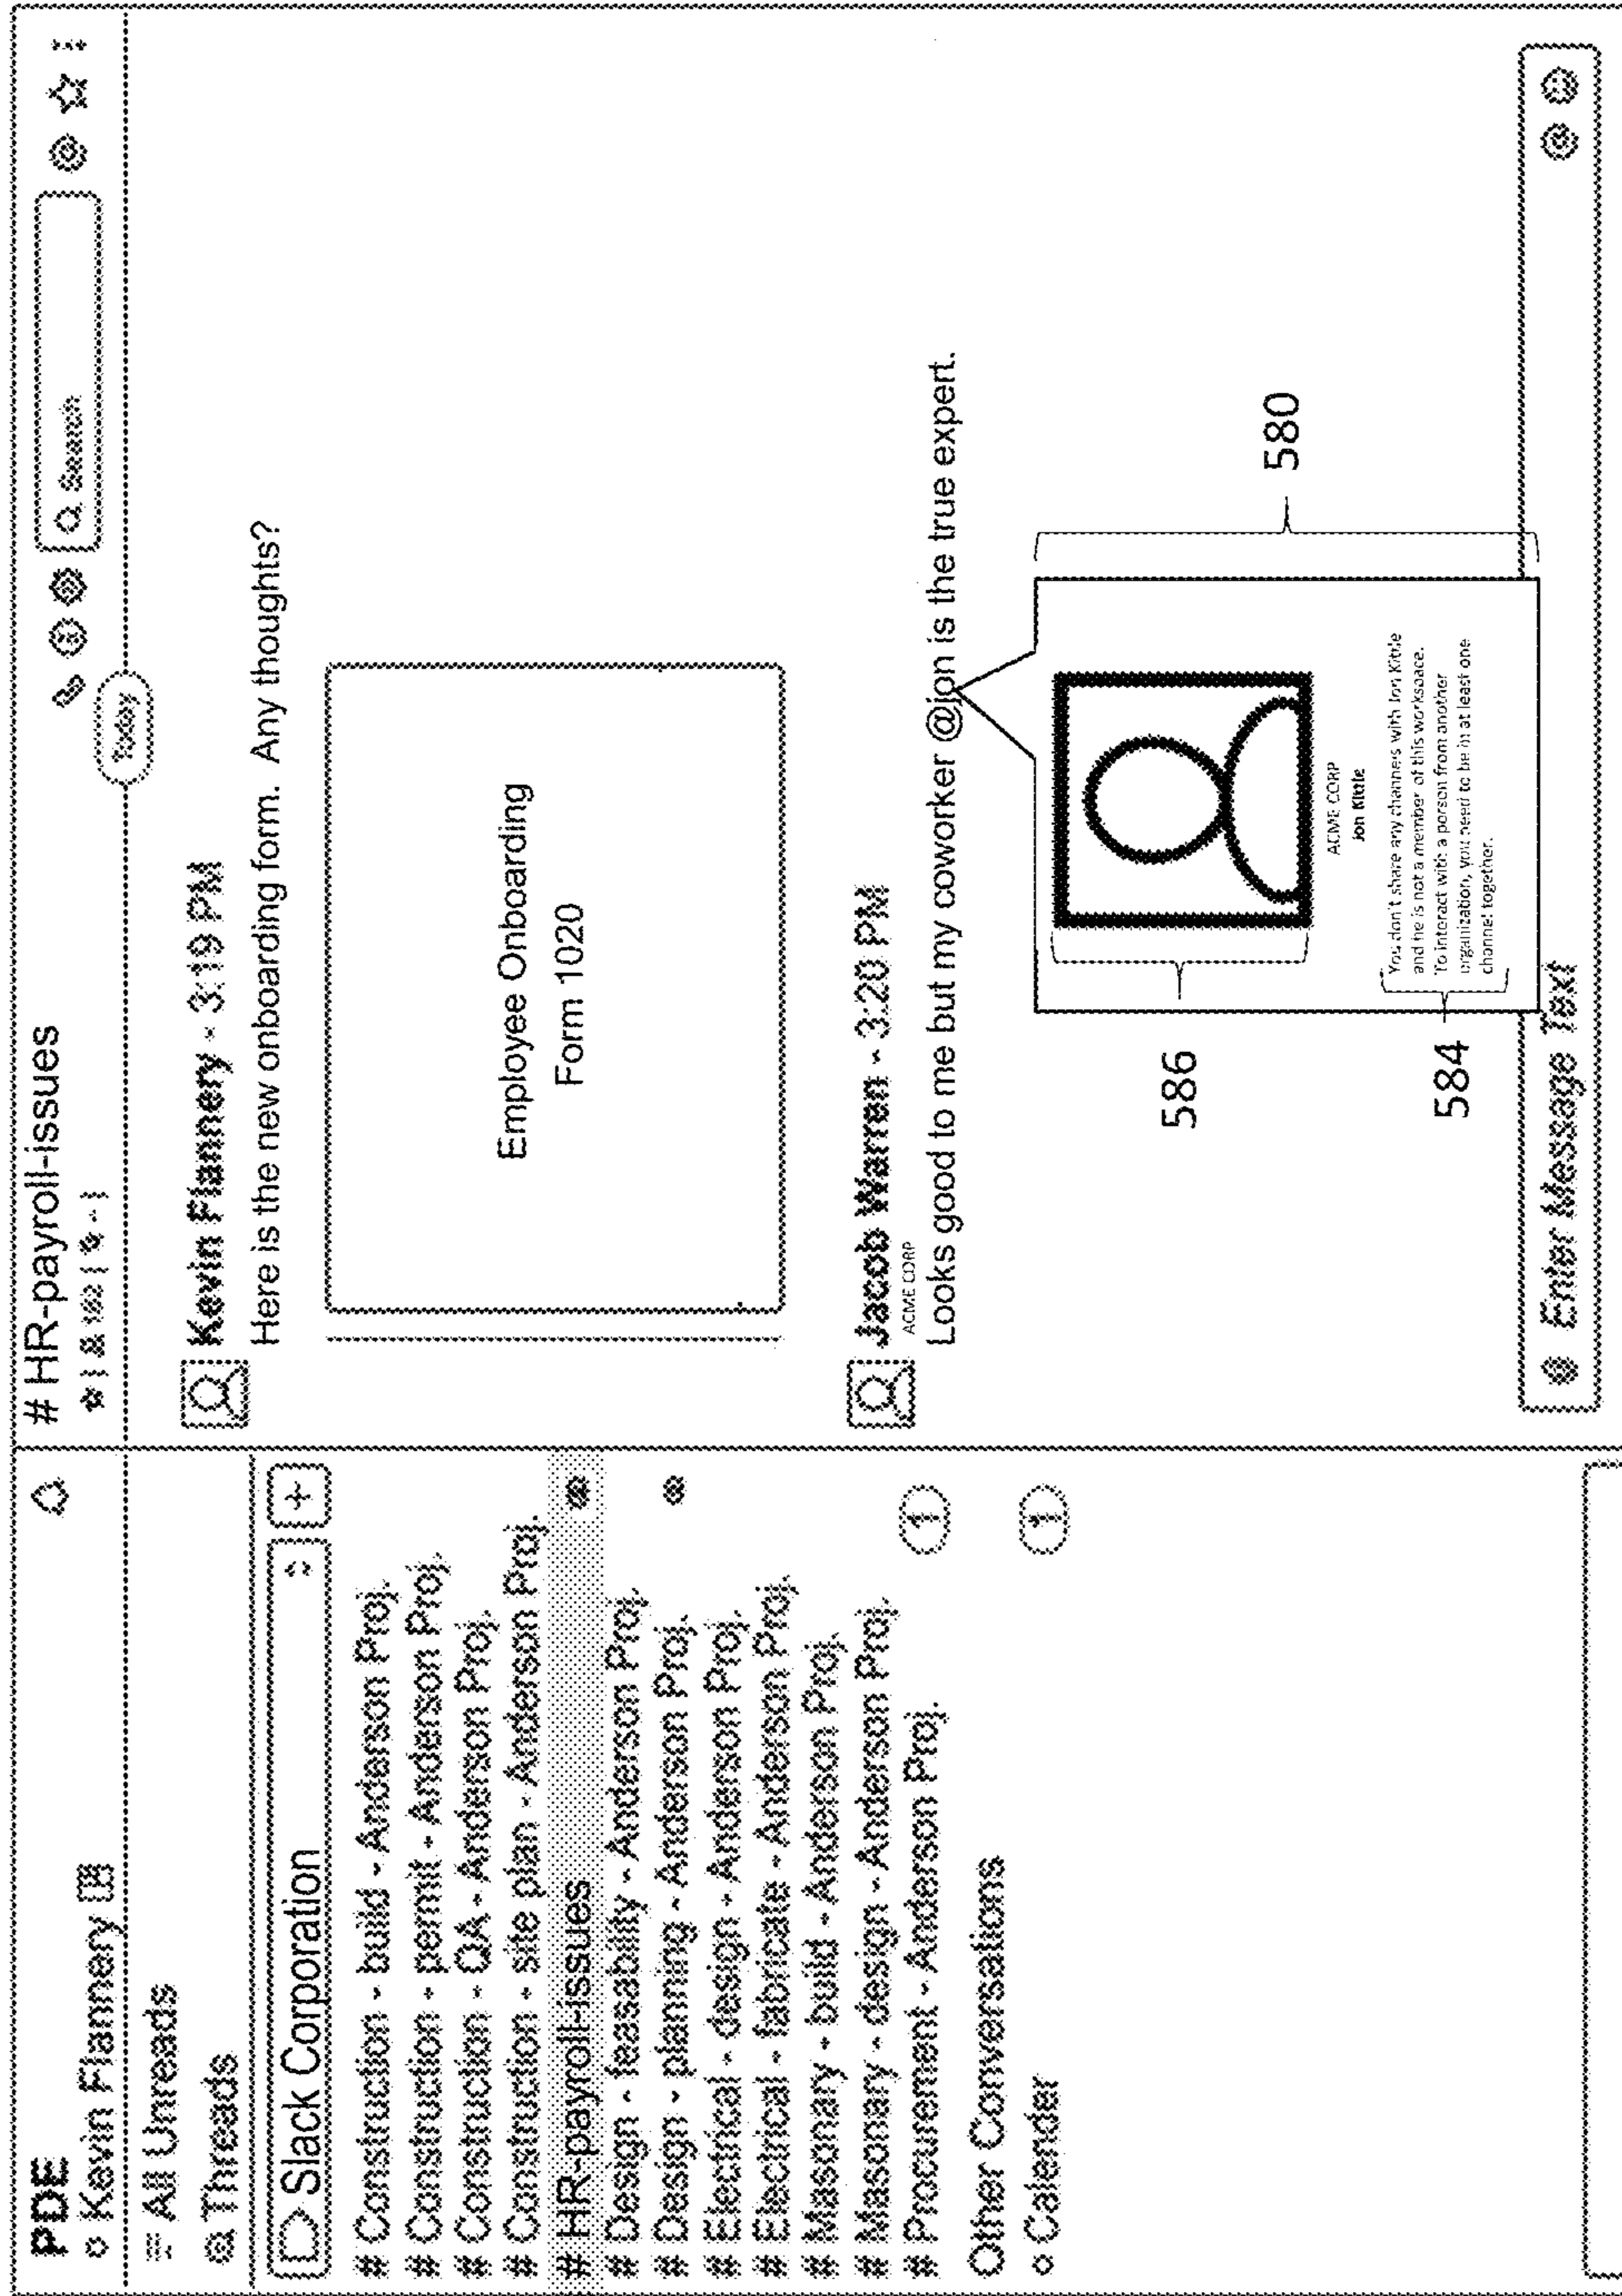 PDE
Kevin Flannery
All Unreads
Threads
Slack Corporation
+
# Construction - build - Anderson Proj.
# Construction - permit - Anderson Proj.
# Construction - QA - Anderson Proj.
# Construction - site plan - Anderson Proj.
# HR-payroll-issues
# Design - feasability - Anderson Proj.
# Design - planning - Anderson Proj.
# Electrical - design - Anderson Proj.
# Electrical - fabricate - Anderson Proj.
# Masonary - build - Anderson Proj.
# Masonary - design - Anderson Proj.
# Procurement - Anderson Proj.
1
Other Conversations
Calender
1
# HR-payroll-issues
Search
Today
Kevin Flannery - 3:19 PM
Here is the new onboarding form. Any thoughts?
Employee Onboarding
Form 1020
Jacob Warren - 3:20 PM
ACME CORP
Looks good to me but my coworker @jon is the true expert.
586
580
ACME CORP
Jon Kittle
584
You don't share any channes with Jon Kittle
and he is not a member of this workspace.
To interact with a person from another
organization, you need to be in at least one
channel together.
Enter Message Text